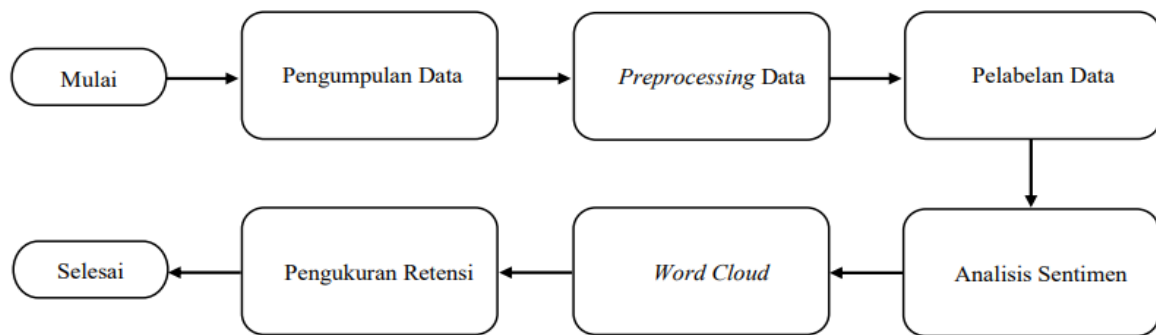 Mulai
Pengumpulan Data
Preprocessing Data
Pelabelan Data
Analisis Sentimen
Word Cloud
Pengukuran Retensi
Selesai